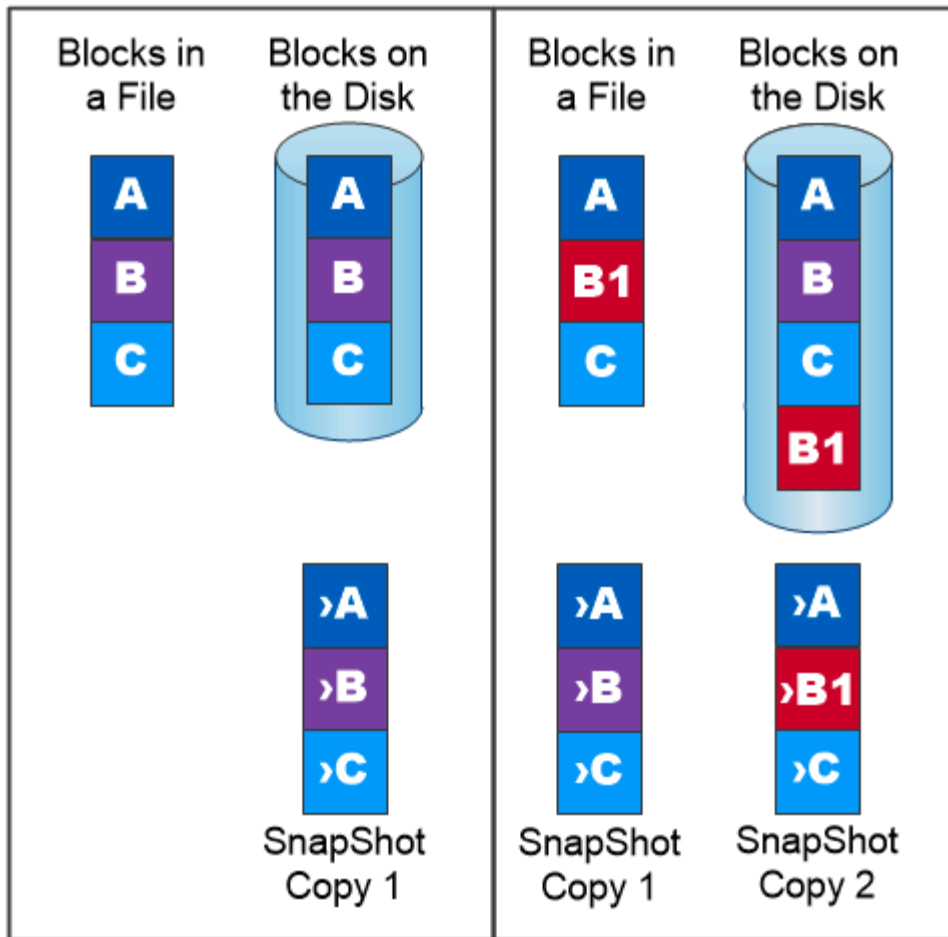 Blocks in
a File
Blocks on
the Disk
A
B
C
A
B
C
›A
›B
›C
SnapShot
Copy 1
Blocks in
a File
Blocks on
the Disk
A
B1
C
A
B
C
B1
›A
›B
›C
SnapShot
Copy 1
›A
›B1
›C
SnapShot
Copy 2